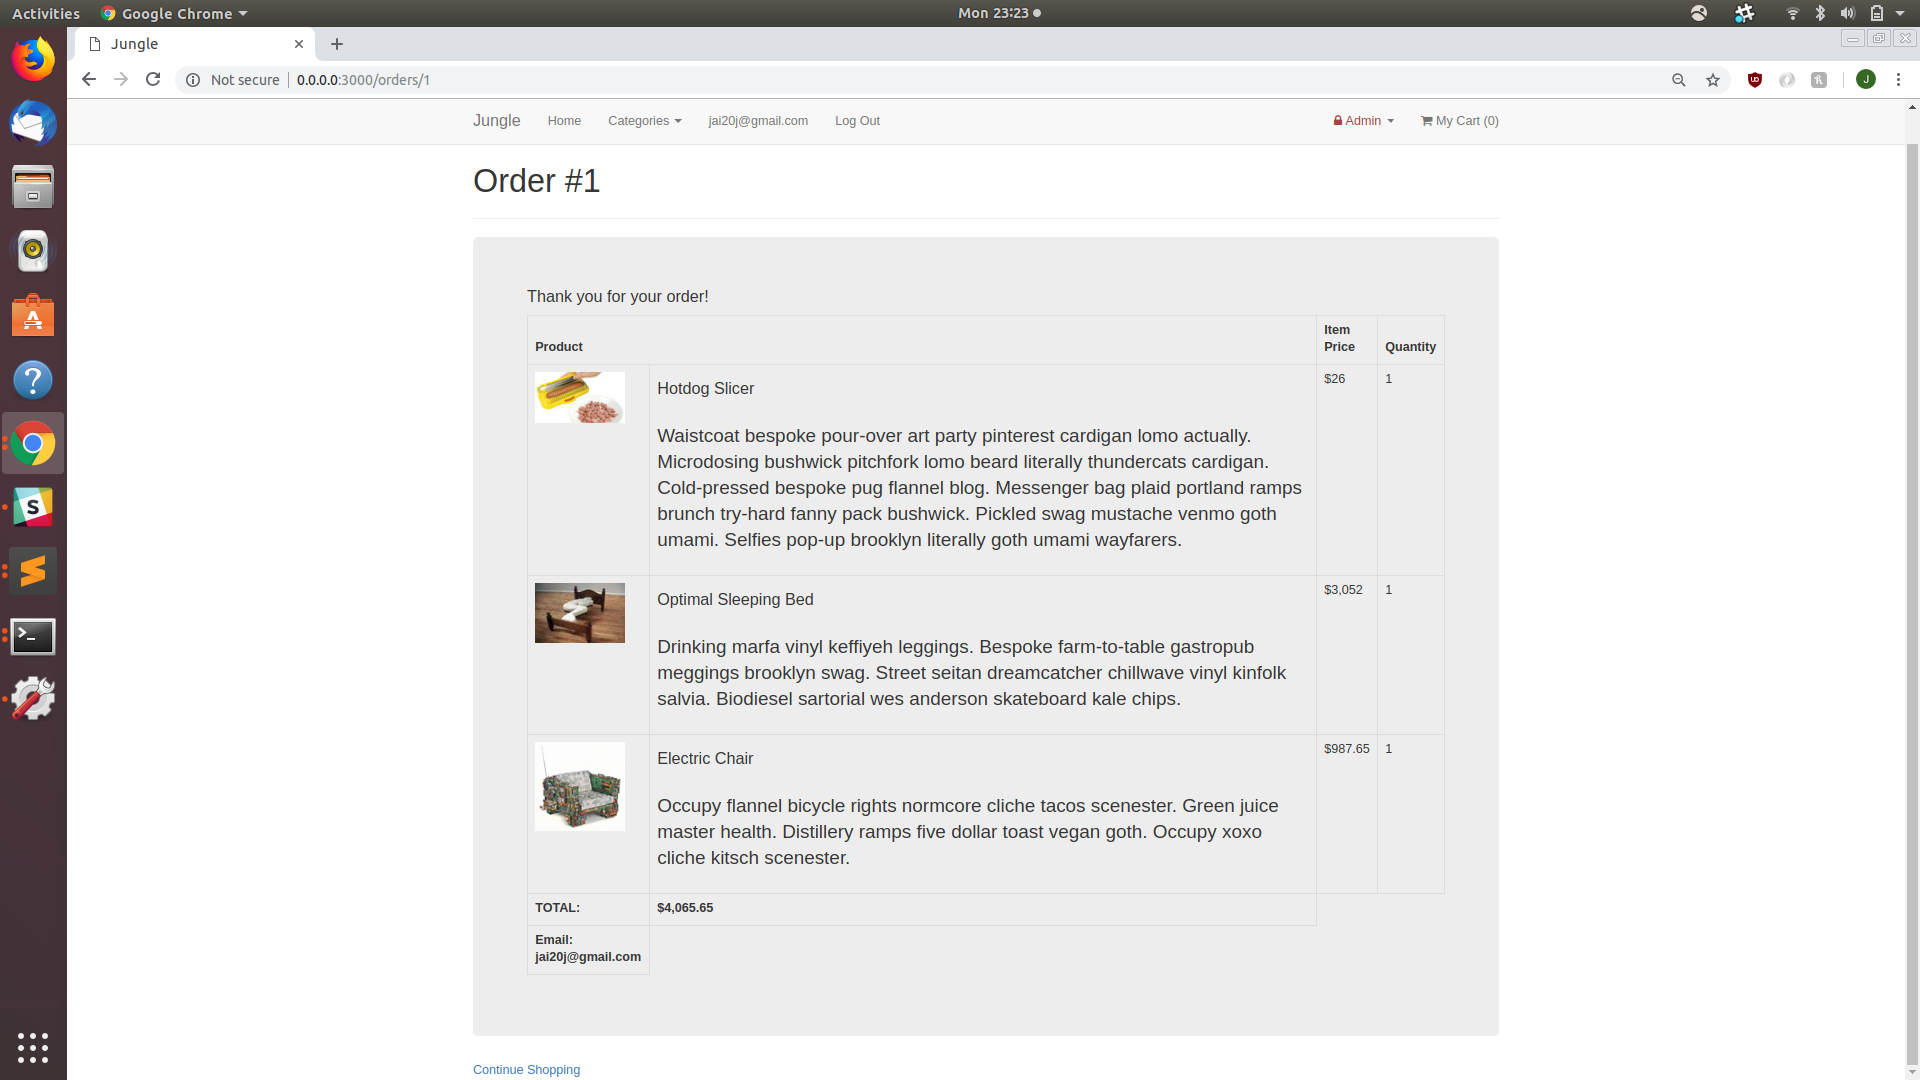 Activities Google Chrome Mon 23:23
Jungle
Not secure 0.0.0.0:3000/orders/1
J
Jungle Home Categories jai20j@gmail.com Log Out Admin My Cart (0)
Order #1
Thank you for your order!
Product Item Price Quantity
Hotdog Slicer $26 1
Waistcoat bespoke pour-over art party pinterest cardigan lomo actually.
Microdosing bushwick pitchfork lomo beard literally thundercats cardigan.
Cold-pressed bespoke pug flannel blog. Messenger bag plaid portland ramps
brunch try-hard fanny pack bushwick. Pickled swag mustache venmo goth
umami. Selfies pop-up brooklyn literally goth umami wayfarers.
Optimal Sleeping Bed $3,052 1
Drinking marfa vinyl keffiyeh leggings. Bespoke farm-to-table gastropub
meggings brooklyn swag. Street seitan dreamcatcher chillwave vinyl kinfolk
salvia. Biodiesel sartorial wes anderson skateboard kale chips.
Electric Chair $987.65 1
Occupy flannel bicycle rights normcore cliche tacos scenester. Green juice
master health. Distillery ramps five dollar toast vegan goth. Occupy xoxo
cliche kitsch scenester.
TOTAL: $4,065.65
Email:
jai20j@gmail.com
Continue Shopping